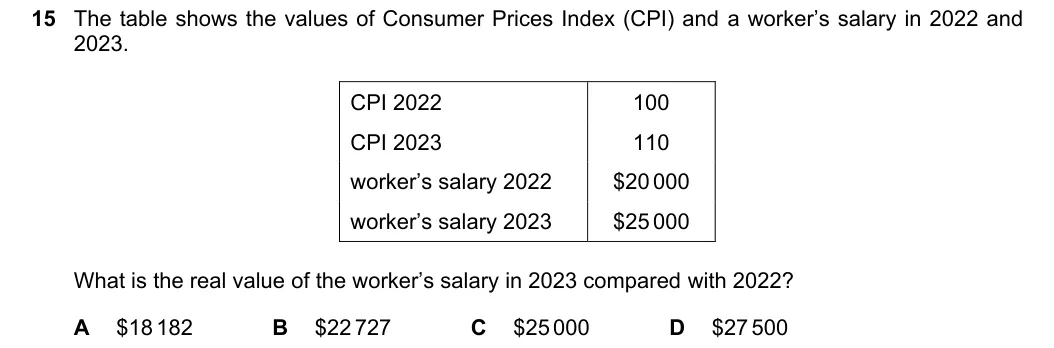 15 The table shows the values of Consumer Prices Index (CPI) and a worker's salary in 2022 and
2023.
CPI 2022 100
CPI 2023 110
worker's salary 2022 $20 000
worker's salary 2023 $25 000
What is the real value of the worker's salary in 2023 compared with 2022?
A $18 182 B $22 727 C $25 000 D $27 500